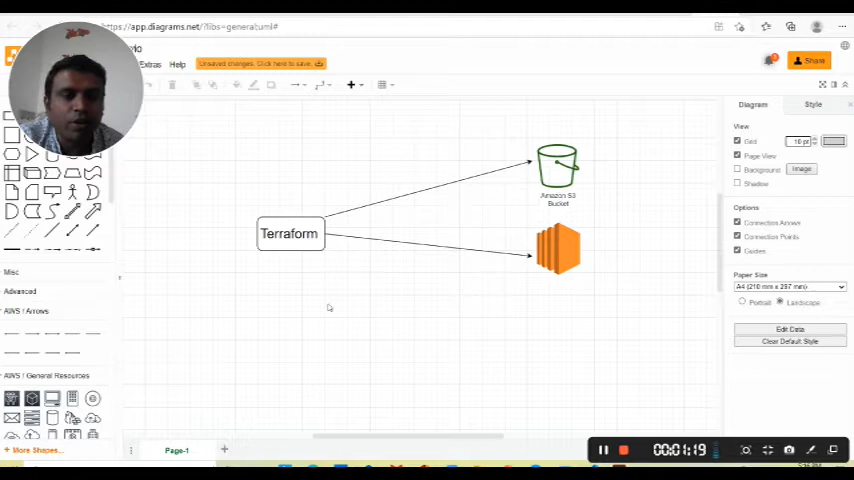 https://app.diagrams.net/?libs=general;uml#
Extras Help Unsaved changes. Click here to save. Share
Diagram Style
View
Grid 10 pt
Page View
Background Image
Shadow
Options
Connection Arrows
Connection Points
Guides
Paper Size
A4 (210 mm x 297 mm)
Portrait Landscape
Edit Data
Clear Default Style
Amazon S3
Bucket
Terraform
Misc
Advanced
AWS / Arrows
AWS / General Resources
+ More Shapes...
Page-1
00:01:19